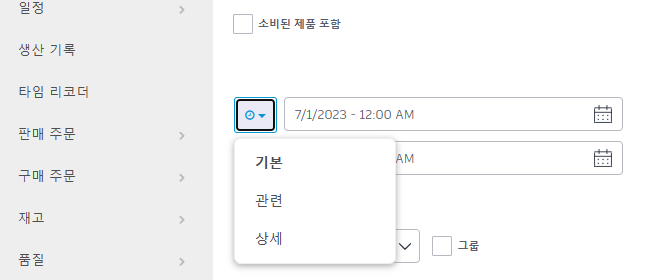 일정
소비된 제품 포함
생산 기록
타임 리코더
7/1/2023 - 12:00 AM
판매 주문
기본
AM
구매 주문
관련
재고
상세
그룹
품질